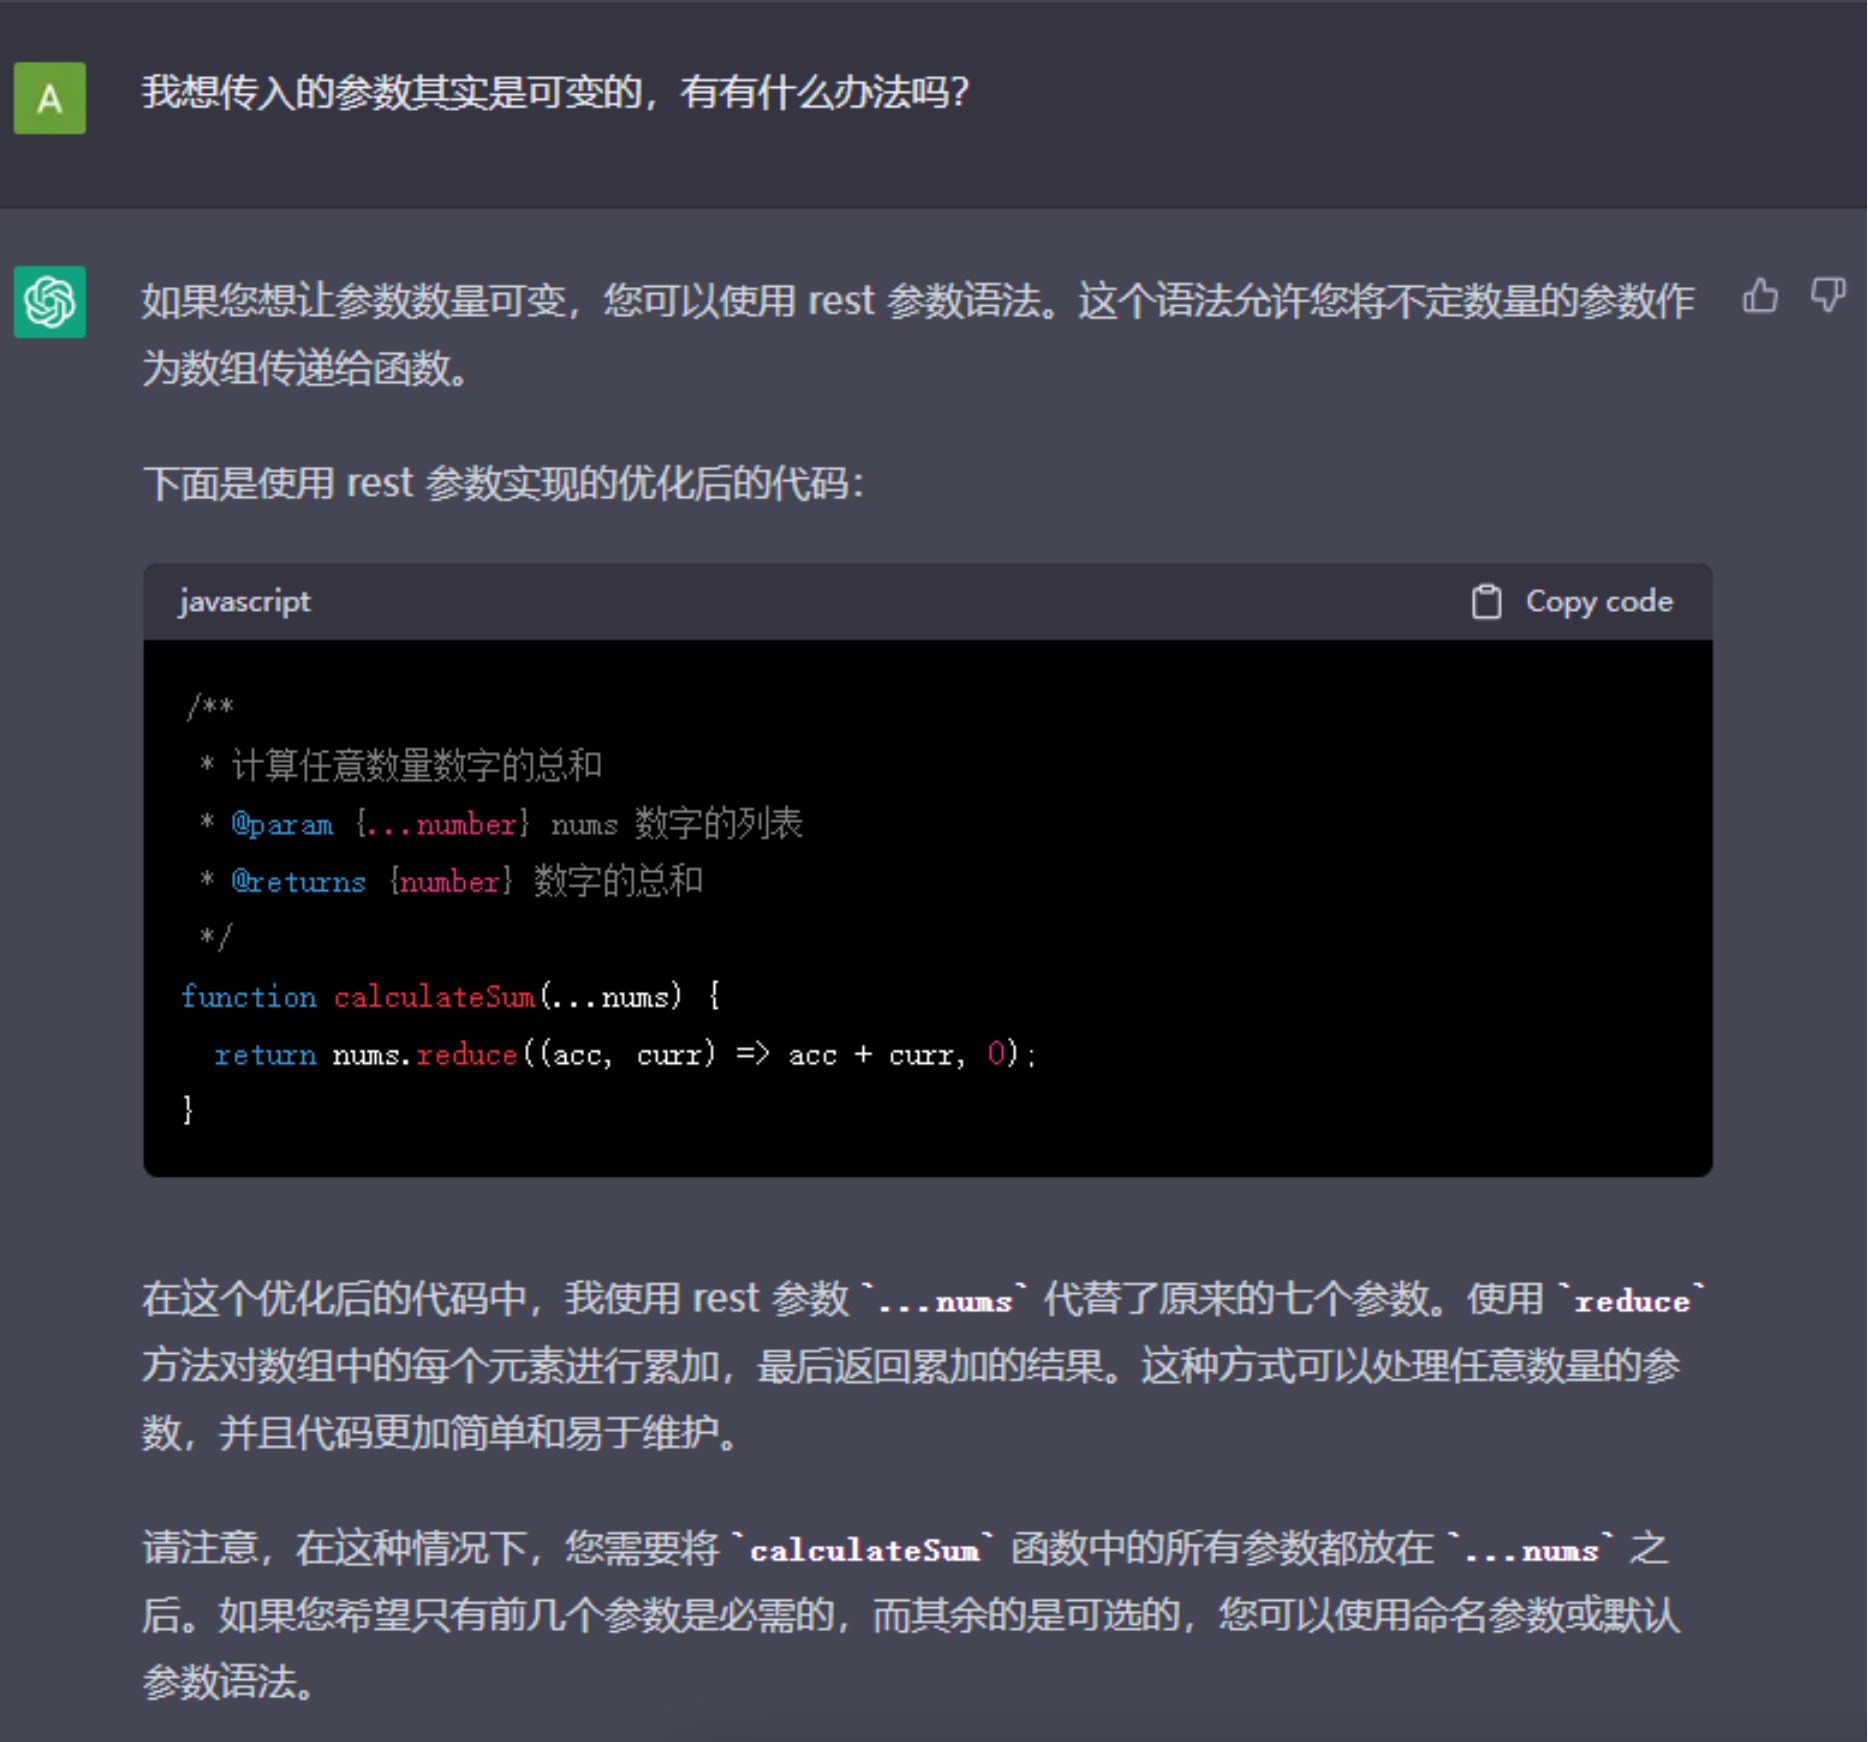 A
我想传入的参数其实是可变的，有有什么办法吗？
如果您想让参数数量可变，您可以使用 rest 参数语法。这个语法允许您将不定数量的参数作
为数组传递给函数。
下面是使用 rest 参数实现的优化后的代码：
javascript
Copy code
/**
 * 计算任意数量数字的总和
 * @param {...number} nums 数字的列表
 * @returns {number} 数字的总和
 */
function calculateSum(...nums) {
  return nums.reduce((acc, curr) => acc + curr, 0);
}
在这个优化后的代码中，我使用 rest 参数 `...nums` 代替了原来的七个参数。使用 `reduce`
方法对数组中的每个元素进行累加，最后返回累加的结果。这种方式可以处理任意数量的参
数，并且代码更加简单和易于维护。
请注意，在这种情况下，您需要将 `calculateSum` 函数中的所有参数都放在 `...nums` 之
后。如果您希望只有前几个参数是必需的，而其余的是可选的，您可以使用命名参数或默认
参数语法。